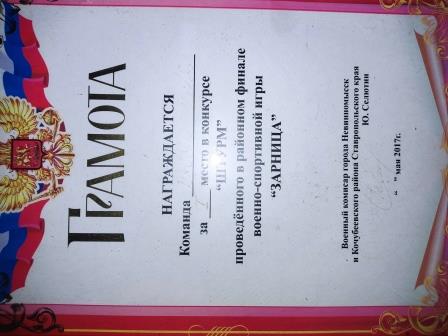 ГРАМОТА
НАГРАЖДАЕТСЯ
Команда
за место в конкурсе
“ШТУРМ”
проведённого в районном финале
военно-спортивной игры
“ЗАРНИЦА”
Военный комисар города Невинномысск
и Кочубеевского района Ставропольского края
Ю. Селютин
“ ” мая 2017г.